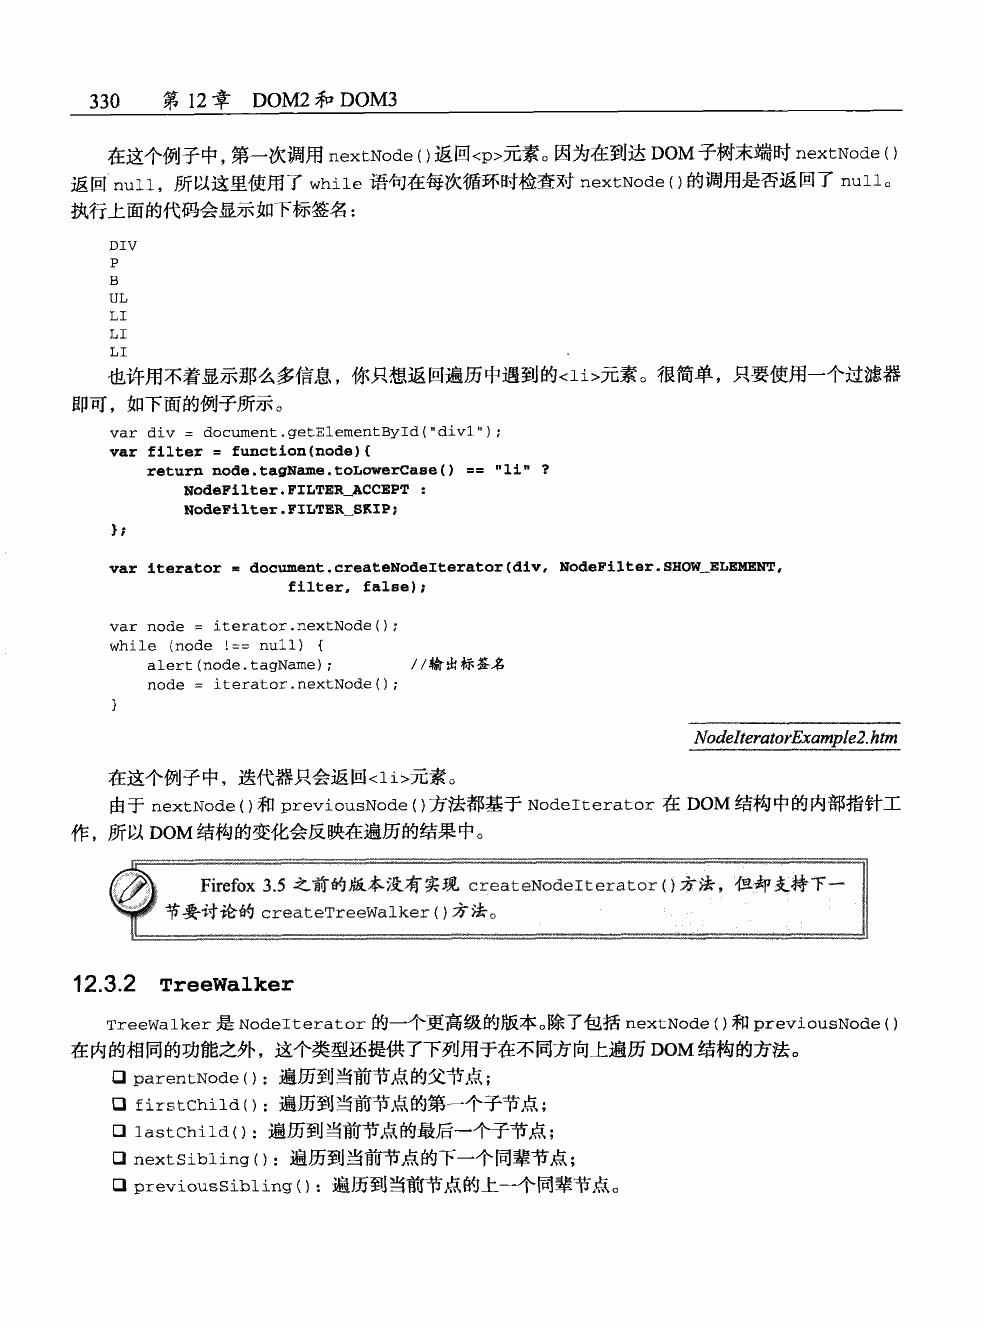 330 第 12 章 DOM2 和 DOM3
在这个例子中，第一次调用 nextNode()返回<p>元素。因为在到达 DOM 子树末端时 nextNode()
返回 null，所以这里使用了 while 语句在每次循环时检查对 nextNode()的调用是否返回了 null。
执行上面的代码会显示如下标签名：
DIV
P
B
UL
LI
LI
LI
也许用不着显示那么多信息，你只想返回遍历中遇到的<li>元素。很简单，只要使用一个过滤器
即可，如下面的例子所示。
var div = document.getElementById("div1");
var filter = function(node){
return node.tagName.toLowerCase() == "li" ?
NodeFilter.FILTER_ACCEPT :
NodeFilter.FILTER_SKIP;
};
var iterator = document.createNodeIterator(div, NodeFilter.SHOW_ELEMENT,
filter, false);
var node = iterator.nextNode();
while (node !== null) {
alert(node.tagName); //输出标签名
node = iterator.nextNode();
}
NodeIteratorExample2.htm
在这个例子中，迭代器只会返回<li>元素。
由于 nextNode()和 previousNode()方法都基于 NodeIterator 在 DOM 结构中的内部指针工
作，所以 DOM 结构的变化会反映在遍历的结果中。
Firefox 3.5 之前的版本没有实现 createNodeIterator()方法，但却支持下一
节要讨论的 createTreeWalker()方法。
12.3.2 TreeWalker
TreeWalker 是 NodeIterator 的一个更高级的版本。除了包括 nextNode()和 previousNode()
在内的相同的功能之外，这个类型还提供了下列用于在不同方向上遍历 DOM 结构的方法。
❑ parentNode()：遍历到当前节点的父节点；
❑ firstChild()：遍历到当前节点的第一个子节点；
❑ lastChild()：遍历到当前节点的最后一个子节点；
❑ nextSibling()：遍历到当前节点的下一个同辈节点；
❑ previousSibling()：遍历到当前节点的上一个同辈节点。